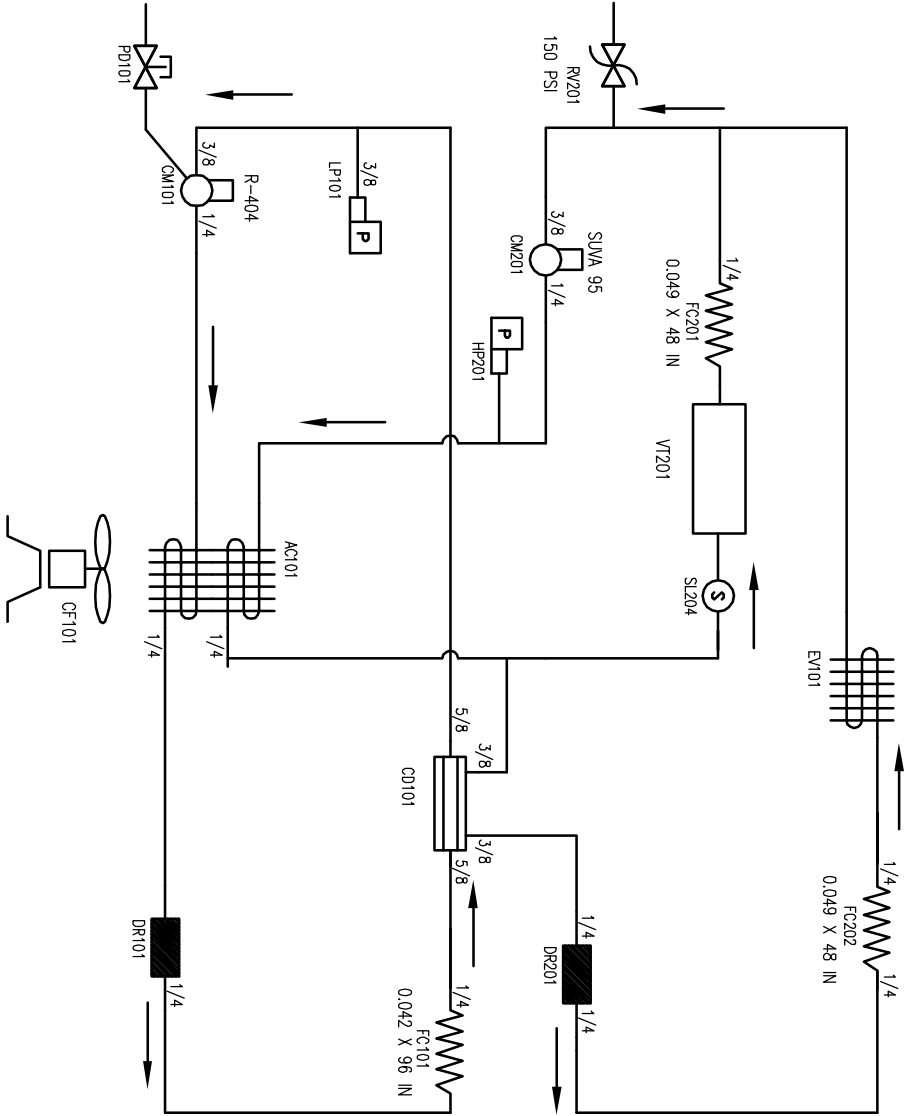 1/4
1/4
FC202
0.049 X 48 IN
EV101
1/4
FC201
0.049 X 48 IN
S
SL204
VT201
RV201
150 PSI
SUVA 95
3/8
1/4
CM201
1/4
1/4
DR201
P
HP201
3/8
3/8
5/8
5/8
CD101
1/4
FC101
0.042 X 96 IN
3/8
P
LP101
AC101
R-404
3/8
1/4
CM101
1/4
1/4
1/4
DR101
PD101
CF101